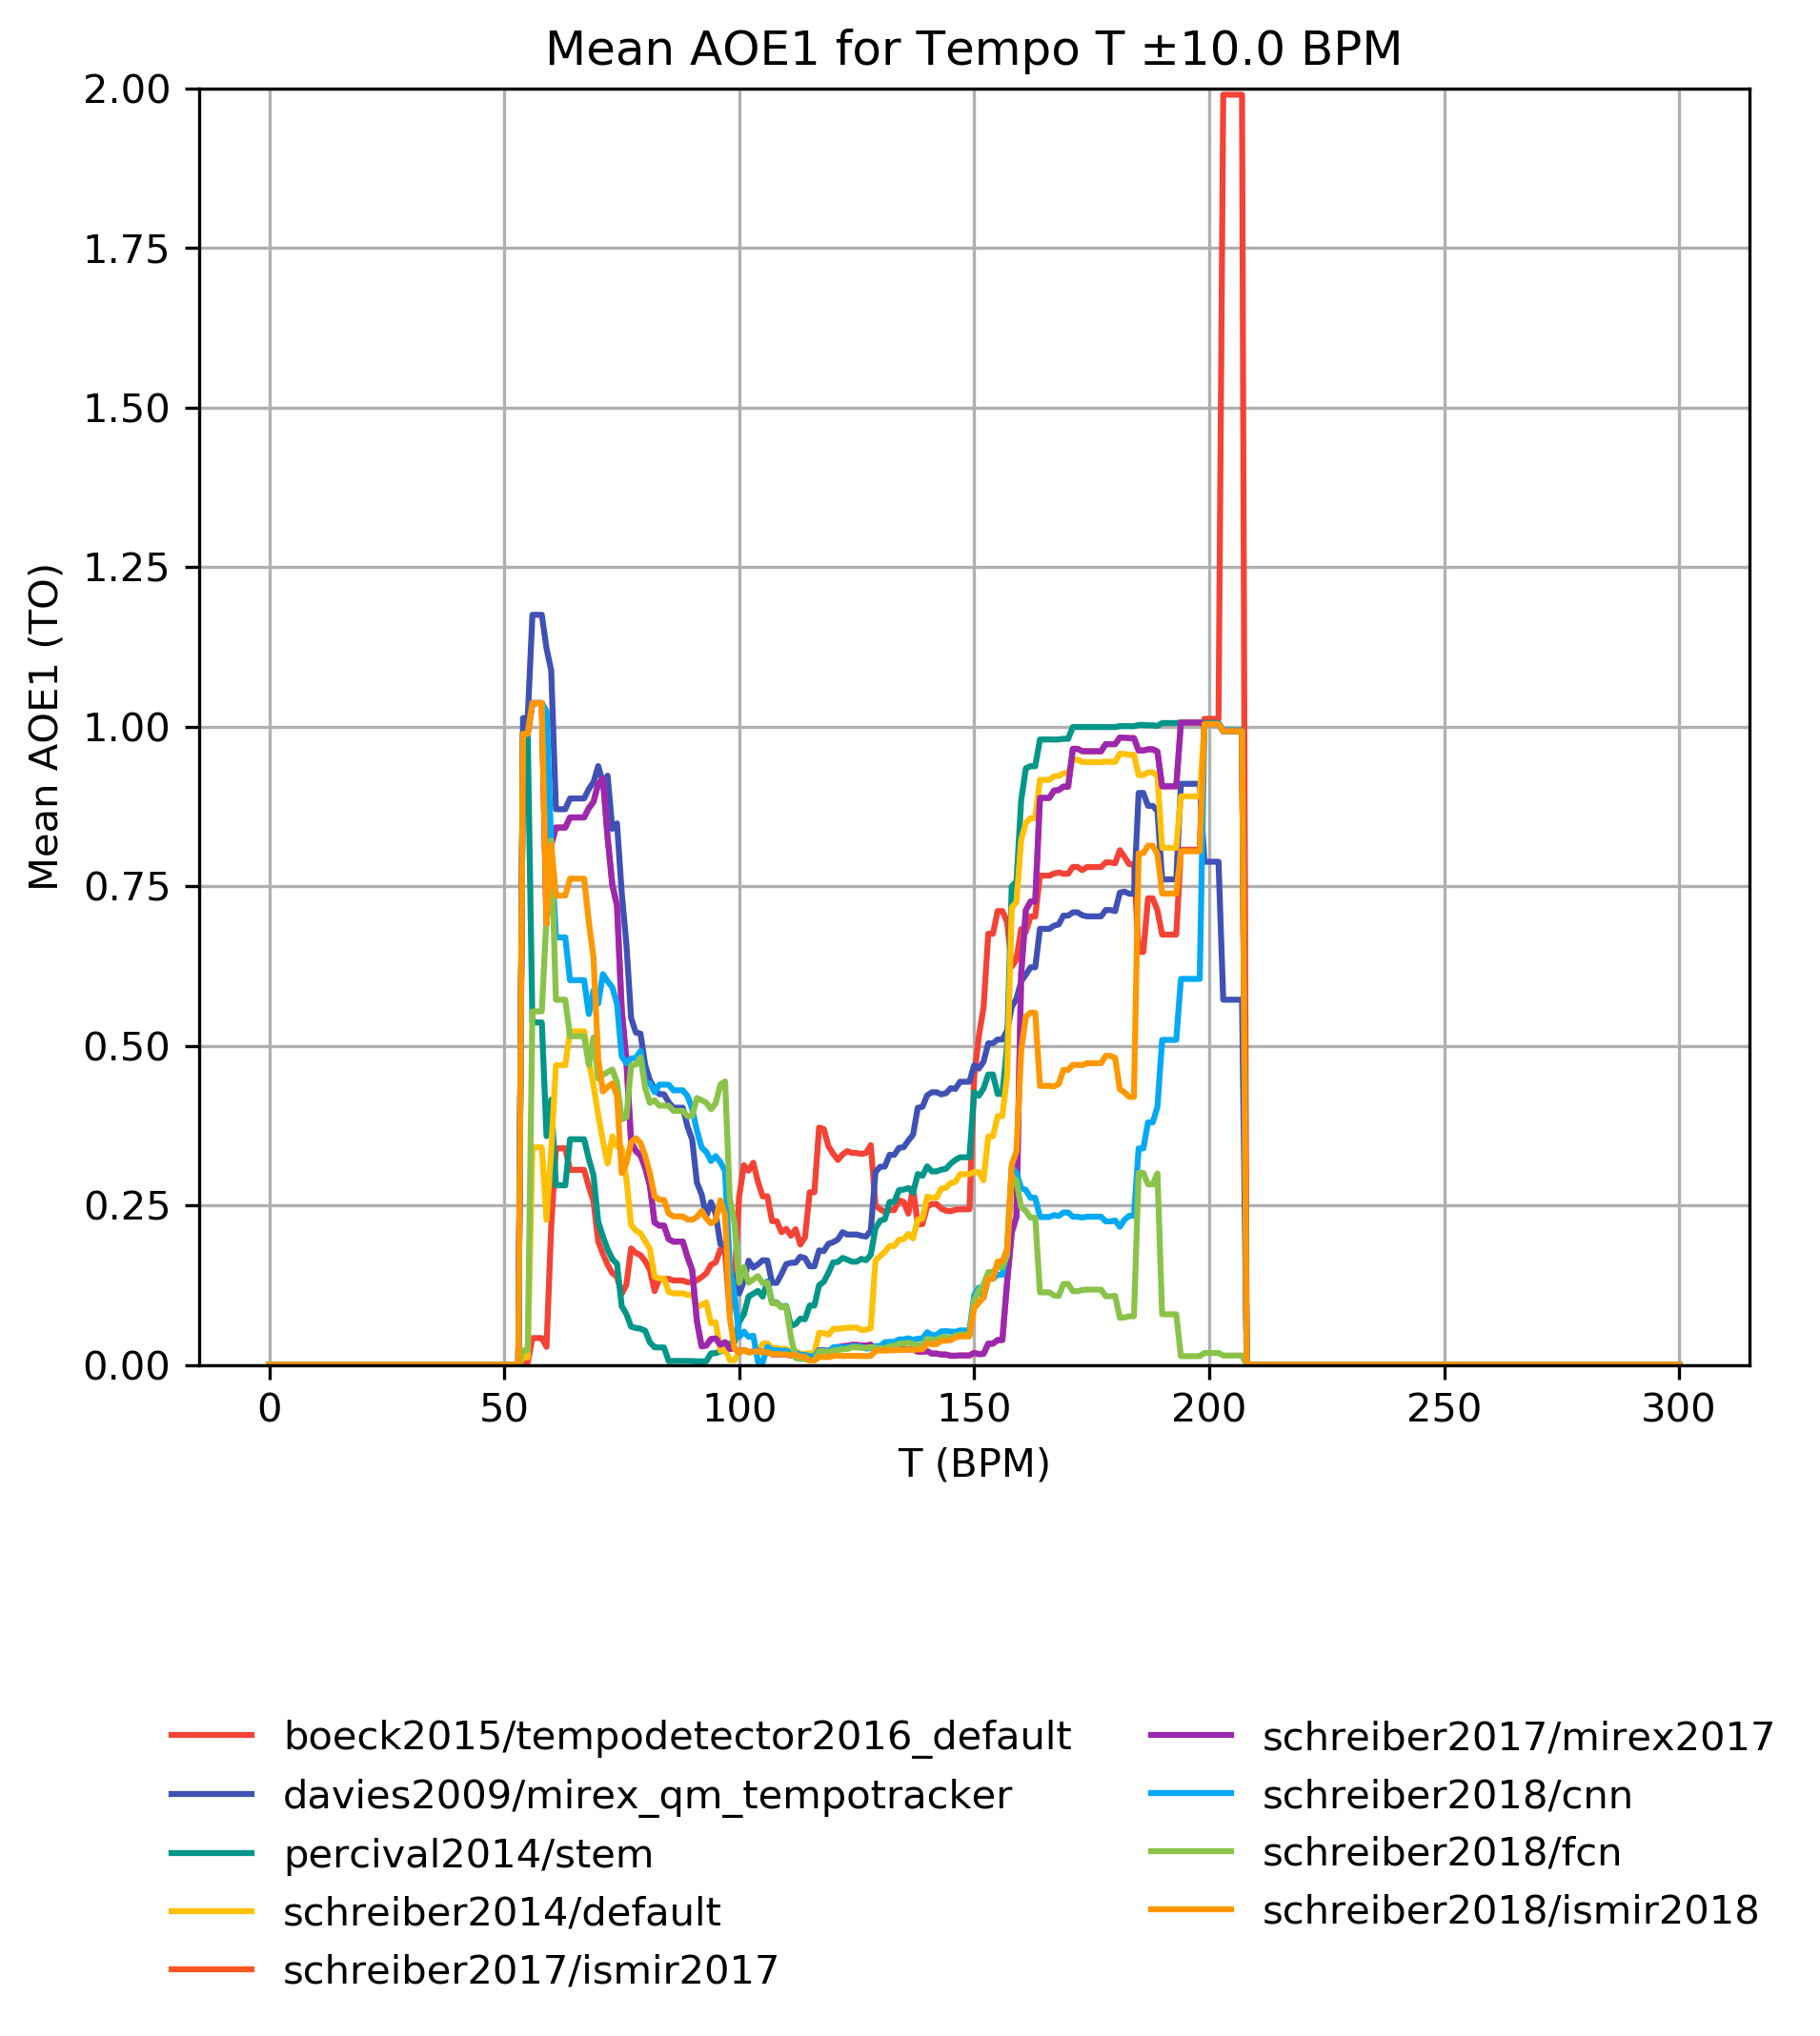 Mean AOE1 for Tempo T ±10.0 BPM
2.00
1.75
1.50
1.25
1.00
0.75
0.50
0.25
0.00
Mean AOE1 (TO)
0 50 100 150 200 250 300
T (BPM)
boeck2015/tempodetector2016_default
davies2009/mirex_qm_tempotracker
percival2014/stem
schreiber2014/default
schreiber2017/ismir2017
schreiber2017/mirex2017
schreiber2018/cnn
schreiber2018/fcn
schreiber2018/ismir2018